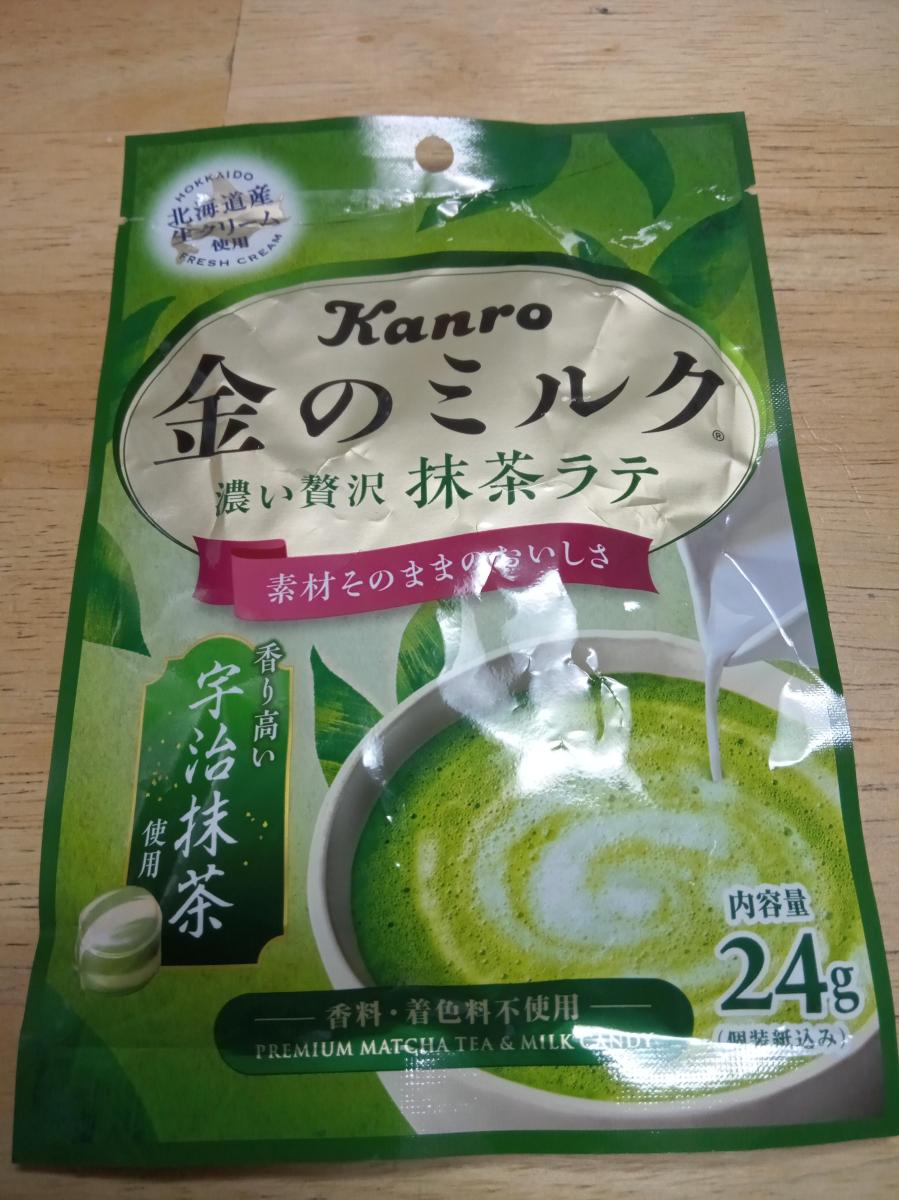 HOKKAIDO
北海道産
生クリーム
使用
FRESH CREAM
Kanro
金のミルク®
濃い贅沢 抹茶ラテ
素材そのままのおいしさ
香り高い
宇治抹茶
使用
内容量
24g
(個装紙込み)
香料・着色料不使用
PREMIUM MATCHA TEA & MILK CANDY